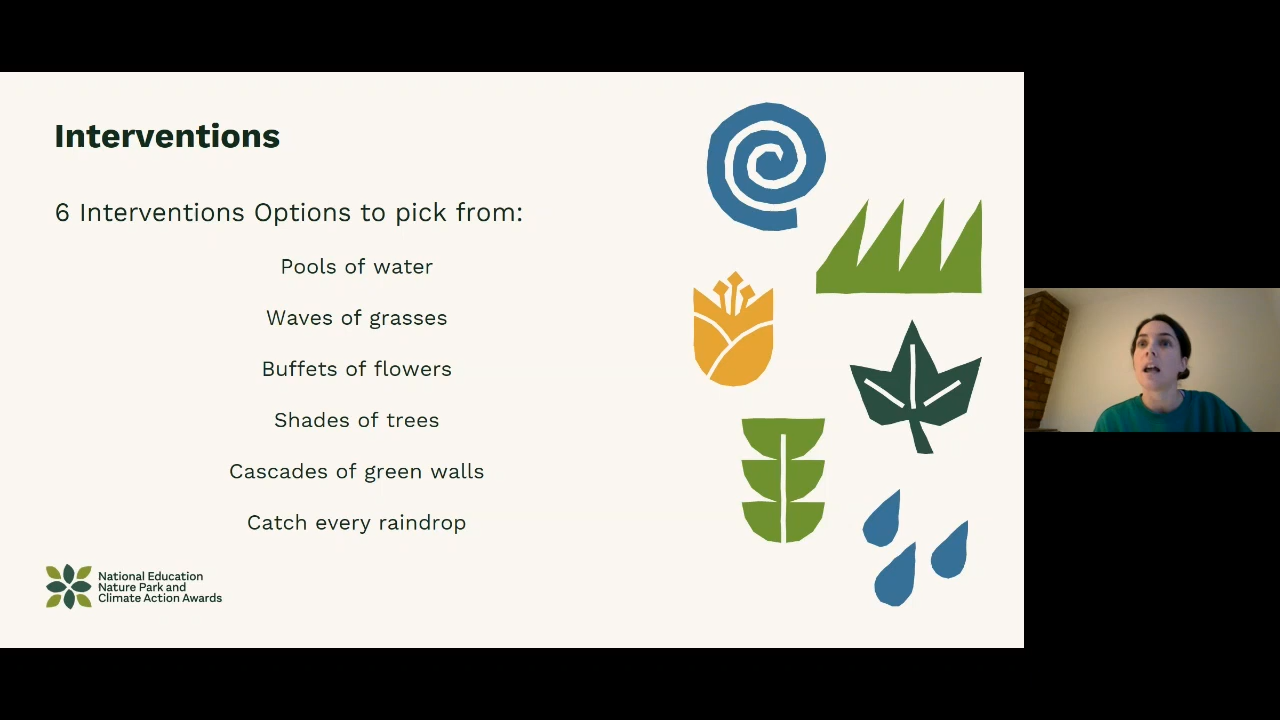 Interventions
6 Interventions Options to pick from:
Pools of water
Waves of grasses
Buffets of flowers
Shades of trees
Cascades of green walls
Catch every raindrop
National Education
Nature Park and
Climate Action Awards